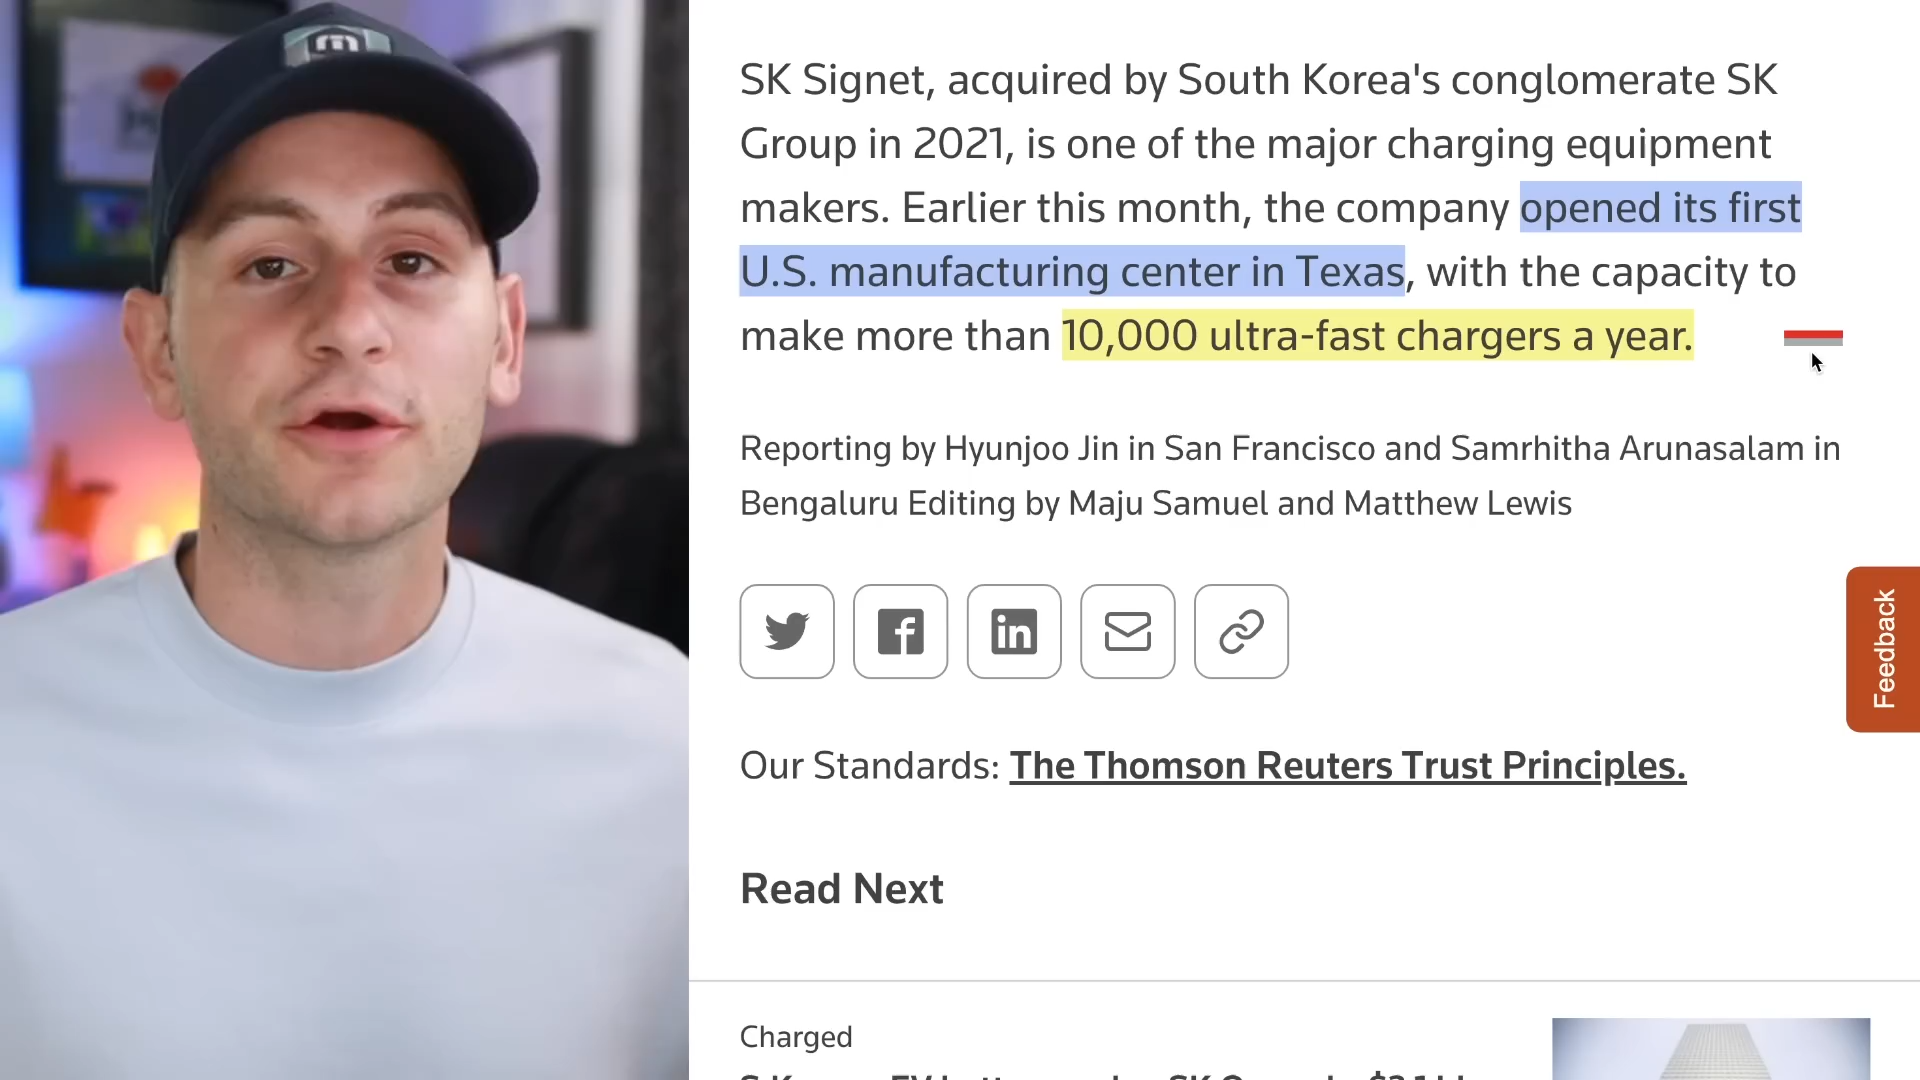 SK Signet, acquired by South Korea's conglomerate SK
Group in 2021, is one of the major charging equipment
makers. Earlier this month, the company opened its first
U.S. manufacturing center in Texas, with the capacity to
make more than 10,000 ultra-fast chargers a year.
Reporting by Hyunjoo Jin in San Francisco and Samrhitha Arunasalam in
Bengaluru Editing by Maju Samuel and Matthew Lewis
Feedback
Our Standards: The Thomson Reuters Trust Principles.
Read Next
Charged